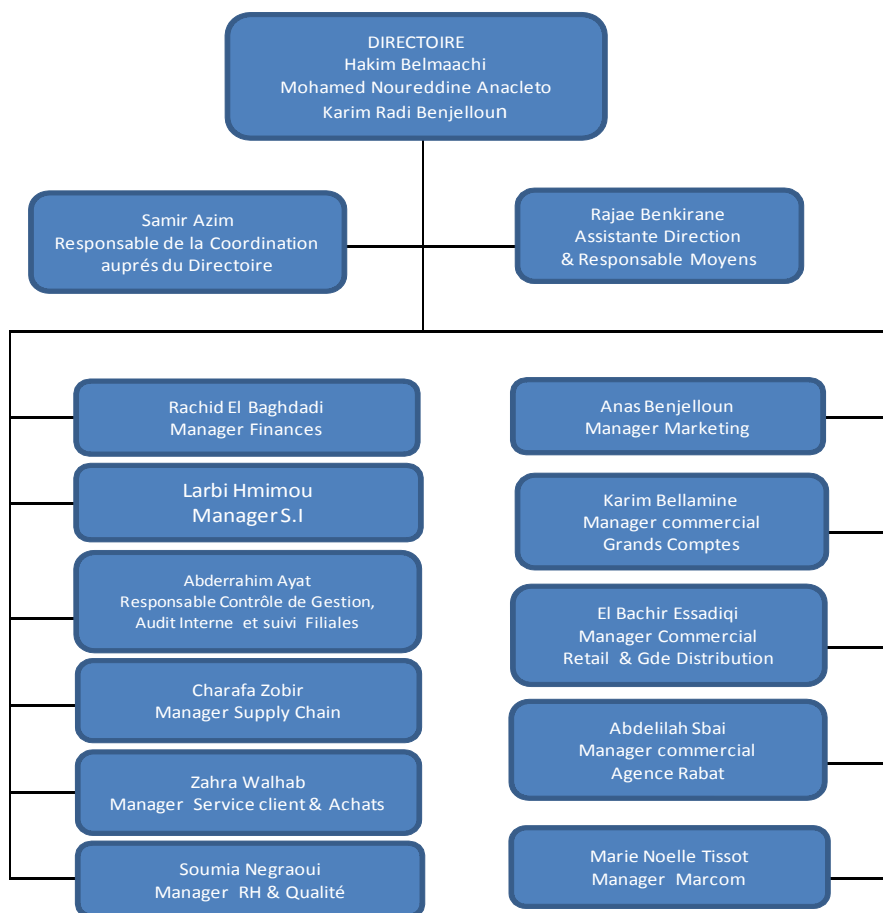 DIRECTOIRE
Hakim Belmaachi
Mohamed Noureddine Anacleto
Karim Radi Benjelloun
Samir Azim
Responsable de la Coordination
auprés du Directoire
Rajae Benkirane
Assistante Direction
& Responsable Moyens
Rachid El Baghdadi
Manager Finances
Larbi Hmimou
Manager S.I
Abderrahim Ayat
Responsable Contrôle de Gestion,
Audit Interne et suivi Filiales
Charafa Zobir
Manager Supply Chain
Zahra Walhab
Manager Service client & Achats
Soumia Negraoui
Manager RH & Qualité
Anas Benjelloun
Manager Marketing
Karim Bellamine
Manager commercial
Grands Comptes
El Bachir Essadiqi
Manager Commercial
Retail & Gde Distribution
Abdelilah Sbai
Manager commercial
Agence Rabat
Marie Noelle Tissot
Manager Marcom